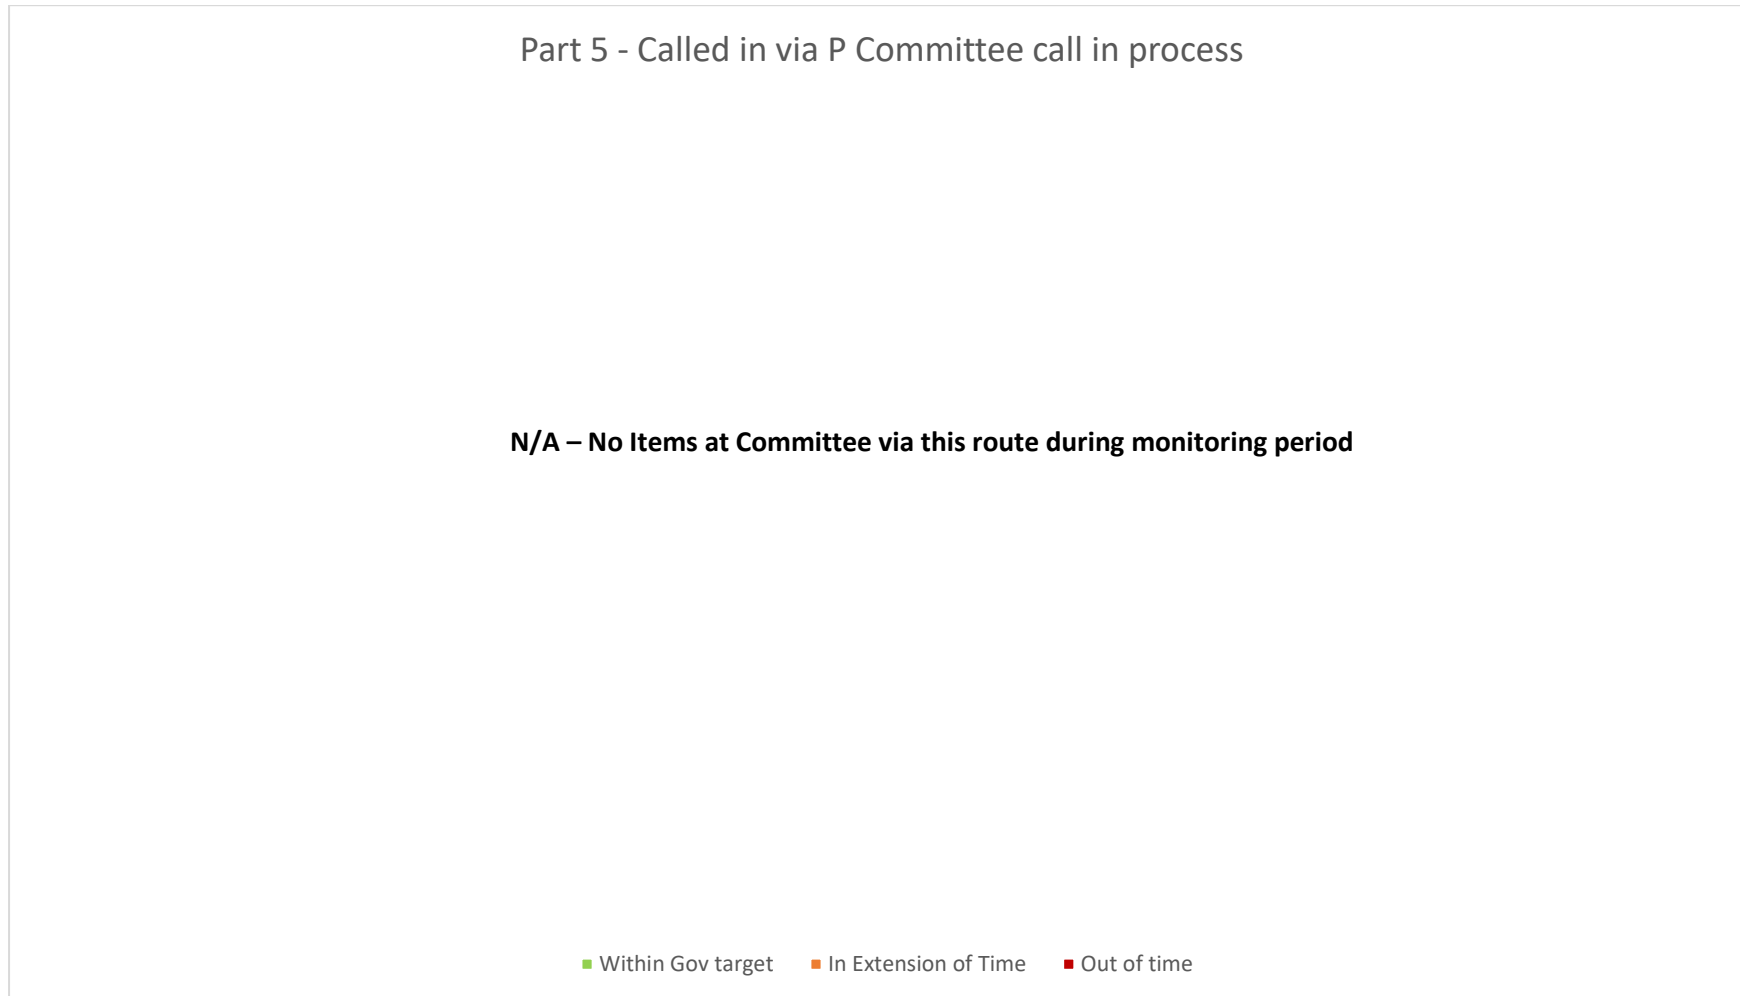 Part 5 - Called in via P Committee call in process
N/A – No Items at Committee via this route during monitoring period
Within Gov target In Extension of Time Out of time